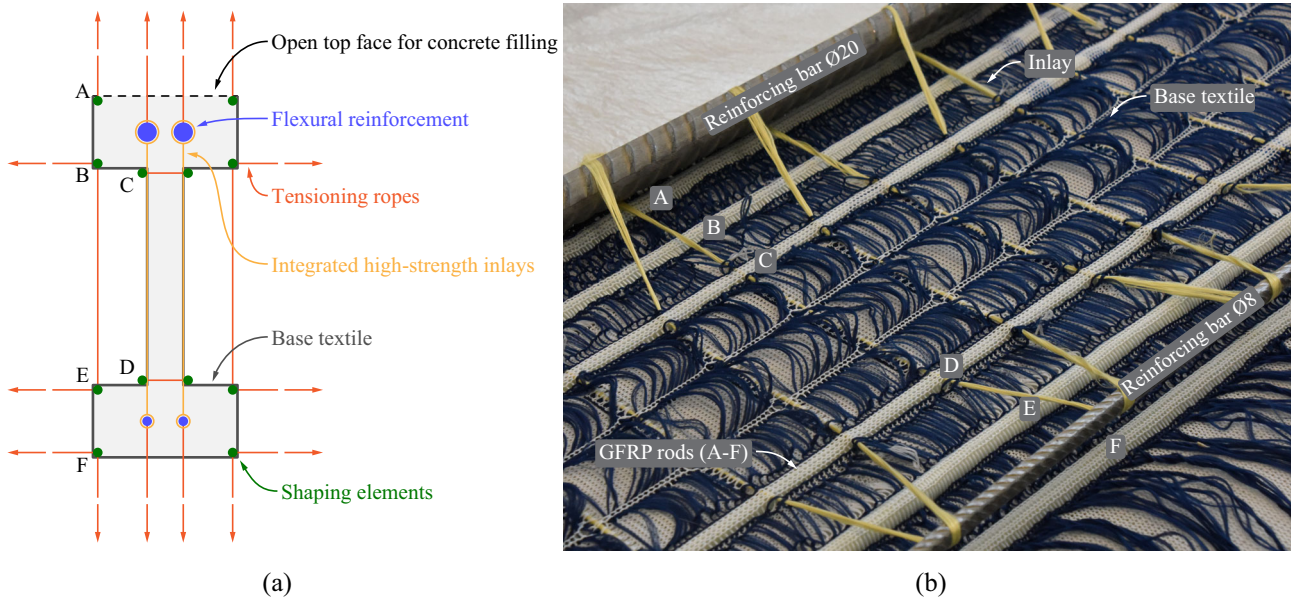 Open top face for concrete filling
A
Flexural reinforcement
B
C
Tensioning ropes
Integrated high-strength inlays
Base textile
D
E
F
Shaping elements
(a)
Reinforcing bar Ø20
Inlay
Base textile
A
B
C
Reinforcing bar Ø8
D
E
F
GFRP rods (A-F)
(b)